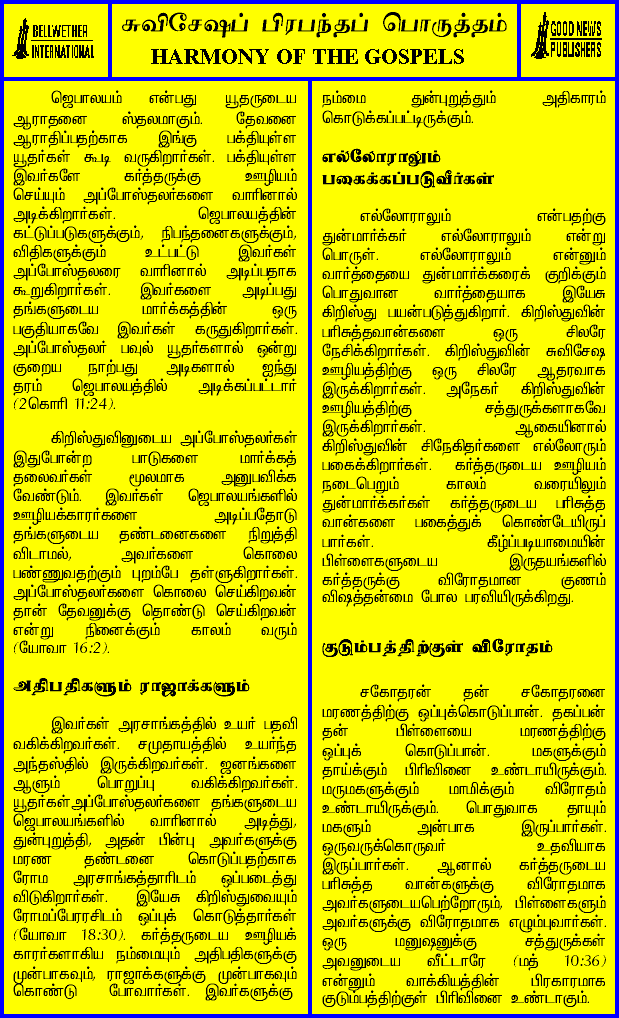 BELLWETHER
INTERNATIONAL
சுவிசேஷப் பிரபந்தப் பொருத்தம்
HARMONY OF THE GOSPELS
GOOD NEWS
PUBLISHERS
ஜெபாலயம் என்பது யூதருடைய
ஆராதனை ஸ்தலமாகும். தேவனை
ஆராதிப்பதற்காக இங்கு பக்தியுள்ள
யூதர்கள் கூடி வருகிறார்கள். பக்தியுள்ள
இவர்களே கர்த்தருக்கு ஊழியம்
செய்யும் அப்போஸ்தலர்களை வாரினால்
அடிக்கிறார்கள். ஜெபாலயத்தின்
கட்டுப்படுகளுக்கும், நிபந்தனைகளுக்கும்,
விதிகளுக்கும் உட்பட்டு இவர்கள்
அப்போஸ்தலரை வாரினால் அடிப்பதாக
கூறுகிறார்கள். இவர்களை அடிப்பது
தங்களுடைய மார்க்கத்தின் ஒரு
பகுதியாகவே இவர்கள் கருதுகிறார்கள்.
அப்போஸ்தலர் பவுல் யூதர்களால் ஒன்று
குறைய நாற்பது அடிகளால் ஐந்து
தரம் ஜெபாலயத்தில் அடிக்கப்பட்டார்
(2கொரி 11:24).
கிறிஸ்துவினுடைய அப்போஸ்தலர்கள்
இதுபோன்ற பாடுகளை மார்க்கத்
தலைவர்கள் மூலமாக அனுபவிக்க
வேண்டும். இவர்கள் ஜெபாலயங்களில்
ஊழியக்காரர்களை அடிப்பதோடு
தங்களுடைய தண்டனைகளை நிறுத்தி
விடாமல், அவர்களை கொலை
பண்ணுவதற்கும் புறம்பே தள்ளுகிறார்கள்.
அப்போஸ்தலர்களை கொலை செய்கிறவன்
தான் தேவனுக்கு தொண்டு செய்கிறவன்
என்று நினைக்கும் காலம் வரும்
(யோவா 16:2).
அதிபதிகளும் ராஜாக்களும்
இவர்கள் அரசாங்கத்தில் உயர் பதவி
வகிக்கிறவர்கள். சமுதாயத்தில் உயர்ந்த
அந்தஸ்தில் இருக்கிறவர்கள். ஜனங்களை
ஆளும் பொறுப்பு வகிக்கிறவர்கள்.
யூதர்கள்அப்போஸ்தலர்களை தங்களுடைய
ஜெபாலயங்களில் வாரினால் அடித்து,
துன்புறுத்தி, அதன் பின்பு அவர்களுக்கு
மரண தண்டனை கொடுப்பதற்காக
ரோம அரசாங்கத்தாரிடம் ஒப்படைத்து
விடுகிறார்கள். இயேசு கிறிஸ்துவையும்
ரோமப்பேரரசிடம் ஒப்புக் கொடுத்தார்கள்
(யோவா 18:30). கர்த்தருடைய ஊழியக்
காரர்களாகிய நம்மையும் அதிபதிகளுக்கு
முன்பாகவும், ராஜாக்களுக்கு முன்பாகவும்
கொண்டு போவார்கள். இவர்களுக்கு
நம்மை துன்புறுத்தும் அதிகாரம்
கொடுக்கப்பட்டிருக்கும்.
எல்லோராலும்
பகைக்கப்படுவீர்கள்
எல்லோராலும் என்பதற்கு
துன்மார்க்கர் எல்லோராலும் என்று
பொருள். எல்லோராலும் என்னும்
வார்த்தையை துன்மார்க்கரைக் குறிக்கும்
பொதுவான வார்த்தையாக இயேசு
கிறிஸ்து பயன்படுத்துகிறார். கிறிஸ்துவின்
பரிசுத்தவான்களை ஒரு சிலரே
நேசிக்கிறார்கள். கிறிஸ்துவின் சுவிசேஷ
ஊழியத்திற்கு ஒரு சிலரே ஆதரவாக
இருக்கிறார்கள். அநேகர் கிறிஸ்துவின்
ஊழியத்திற்கு சத்துருக்களாகவே
இருக்கிறார்கள். ஆகையினால்
கிறிஸ்துவின் சிநேகிதர்களை எல்லோரும்
பகைக்கிறார்கள். கர்த்தருடைய ஊழியம்
நடைபெறும் காலம் வரையிலும்
துன்மார்க்கர்கள் கர்த்தருடைய பரிசுத்த
வான்களை பகைத்துக் கொண்டேயிருப்
பார்கள். கீழ்ப்படியாமையின்
பிள்ளைகளுடைய இருதயங்களில்
கர்த்தருக்கு விரோதமான குணம்
விஷத்தன்மை போல பரவியிருக்கிறது.
குடும்பத்திற்குள் விரோதம்
சகோதரன் தன் சகோதரனை
மரணத்திற்கு ஒப்புக்கொடுப்பான். தகப்பன்
தன் பிள்ளையை மரணத்திற்கு
ஒப்புக் கொடுப்பான். மகளுக்கும்
தாய்க்கும் பிரிவினை உண்டாயிருக்கும்.
மருமகளுக்கும் மாமிக்கும் விரோதம்
உண்டாயிருக்கும். பொதுவாக தாயும்
மகளும் அன்பாக இருப்பார்கள்.
ஒருவருக்கொருவர் உதவியாக
இருப்பார்கள். ஆனால் கர்த்தருடைய
பரிசுத்த வான்களுக்கு விரோதமாக
அவர்களுடையபெற்றோரும், பிள்ளைகளும்
அவர்களுக்கு விரோதமாக எழும்புவார்கள்.
ஒரு மனுஷனுக்கு சத்துருக்கள்
அவனுடைய வீட்டாரே (மத் 10:36)
என்னும் வாக்கியத்தின் பிரகாரமாக
குடும்பத்திற்குள் பிரிவினை உண்டாகும்.